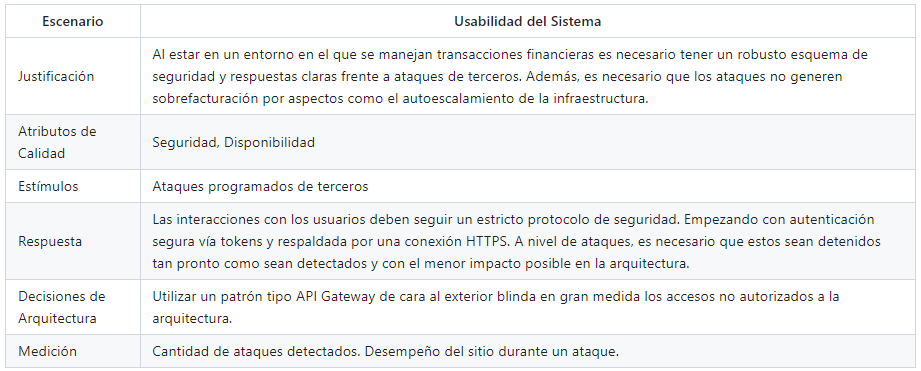 Escenario
Usabilidad del Sistema
Justificación
Al estar en un entorno en el que se manejan transacciones financieras es necesario tener un robusto esquema de
seguridad y respuestas claras frente a ataques de terceros. Además, es necesario que los ataques no generen
sobrefacturación por aspectos como el autoescalamiento de la infraestructura.
Atributos de
Calidad
Seguridad, Disponibilidad
Estímulos
Ataques programados de terceros
Respuesta
Las interacciones con los usuarios deben seguir un estricto protocolo de seguridad. Empezando con autenticación
segura vía tokens y respaldada por una conexión HTTPS. A nivel de ataques, es necesario que estos sean detenidos
tan pronto como sean detectados y con el menor impacto posible en la arquitectura.
Decisiones de
Arquitectura
Utilizar un patrón tipo API Gateway de cara al exterior blinda en gran medida los accesos no autorizados a la
arquitectura.
Medición
Cantidad de ataques detectados. Desempeño del sitio durante un ataque.